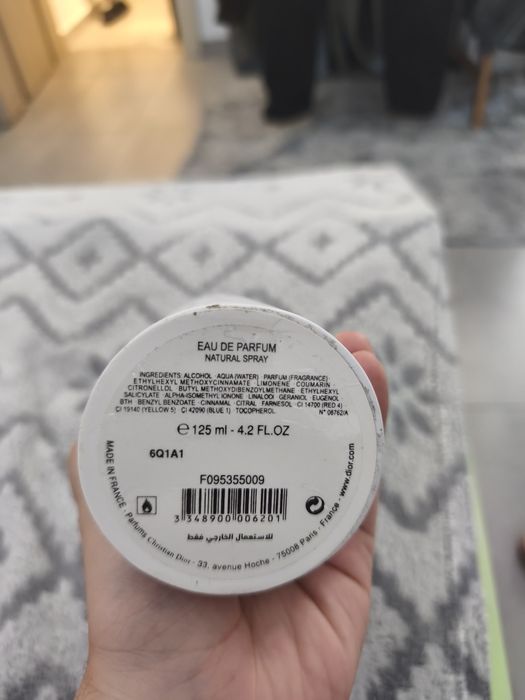 EAU DE PARFUM
NATURAL SPRAY
INGREDIENTS: ALCOHOL · AQUA (WATER) · PARFUM (FRAGRANCE) ·
ETHYLHEXYL METHOXYCINNAMATE · LIMONENE · COUMARIN ·
CITRONELLOL · BUTYL METHOXYDIBENZOYLMETHANE · ETHYLHEXYL
SALICYLATE · ALPHA-ISOMETHYL IONONE · LINALOOL · GERANIOL · EUGENOL
BTH · BENZYL BENZOATE · CINNAMAL · CITRAL · FARNESOL · CI 14700 (RED 4)
CI 19140 (YELLOW 5) · CI 42090 (BLUE 1) · TOCOPHEROL. N° 06762/A
e 125 ml - 4.2 FL.OZ
6Q1A1
F095355009
3 348900 006201
للاستعمال الخارجي فقط
MADE IN FRANCE · Parfums Christian Dior - 33, avenue Hoche - 75008 Paris - France - www.dior.com